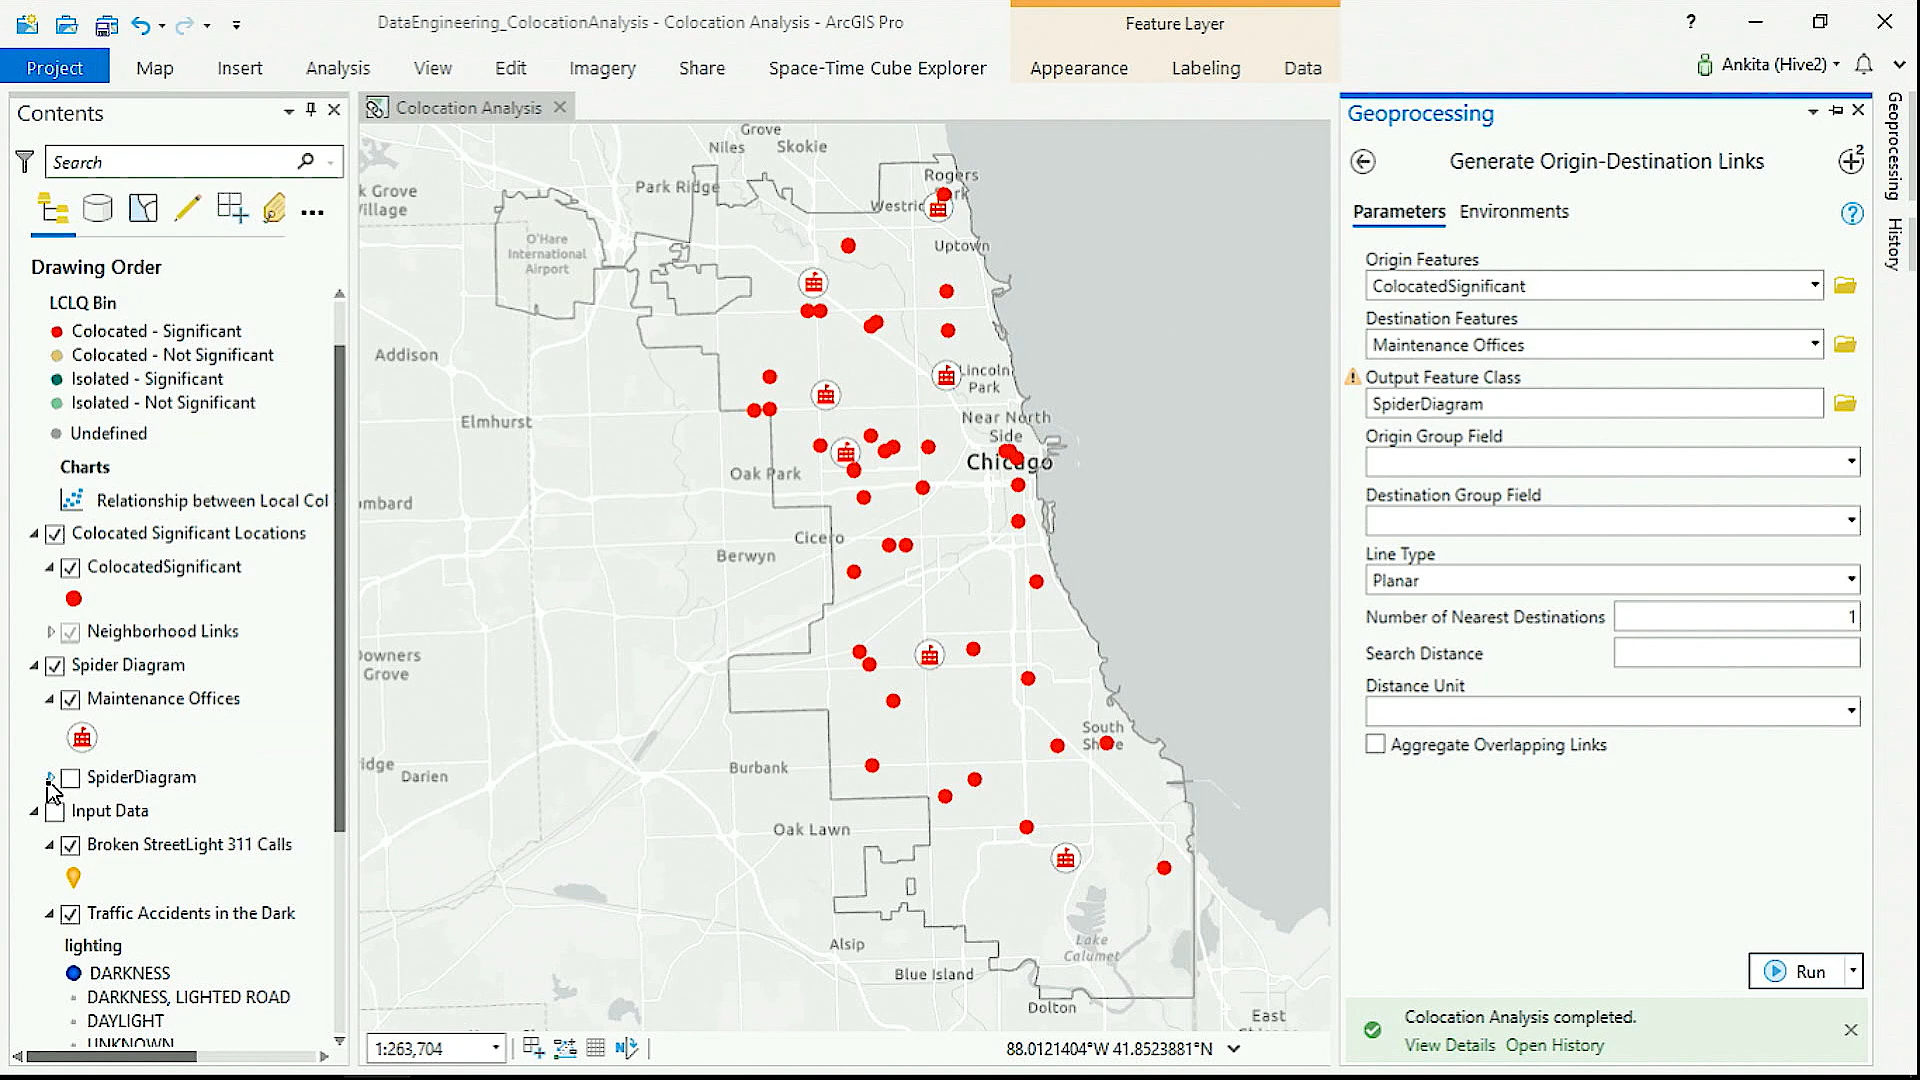 DataEngineering_ColocationAnalysis - Colocation Analysis - ArcGIS Pro
Feature Layer
?
Project
Map
Insert
Analysis
View
Edit
Imagery
Share
Space-Time Cube Explorer
Appearance
Labeling
Data
Ankita (Hive2)
Contents
Search
Drawing Order
LCLQ Bin
Colocated - Significant
Colocated - Not Significant
Isolated - Significant
Isolated - Not Significant
Undefined
Charts
Relationship between Local Col
Colocated Significant Locations
ColocatedSignificant
Neighborhood Links
Spider Diagram
Maintenance Offices
SpiderDiagram
Input Data
Broken StreetLight 311 Calls
Traffic Accidents in the Dark
lighting
DARKNESS
DARKNESS, LIGHTED ROAD
DAYLIGHT
UNKNOWN
Colocation Analysis
Grove
Niles
Skokie
k Grove
Village
Park Ridge
Rogers
Park
Westri
O'Hare
International
Airport
Uptown
Addison
Lincoln
Park
Elmhurst
Near North
Side
Chicago
Oak Park
ombard
Cicero
Berwyn
Downers
Grove
South
Shore
idge
Darien
Burbank
Oak Lawn
Alsip
Lake
Calumet
Blue Island
Dolton
East
1:263,704
88.0121404°W 41.8523881°N
Geoprocessing
Generate Origin-Destination Links
2
Parameters
Environments
?
Origin Features
ColocatedSignificant
Destination Features
Maintenance Offices
Output Feature Class
SpiderDiagram
Origin Group Field
Destination Group Field
Line Type
Planar
Number of Nearest Destinations
1
Search Distance
Distance Unit
Aggregate Overlapping Links
Run
Colocation Analysis completed.
View Details Open History
Geoprocessing
History